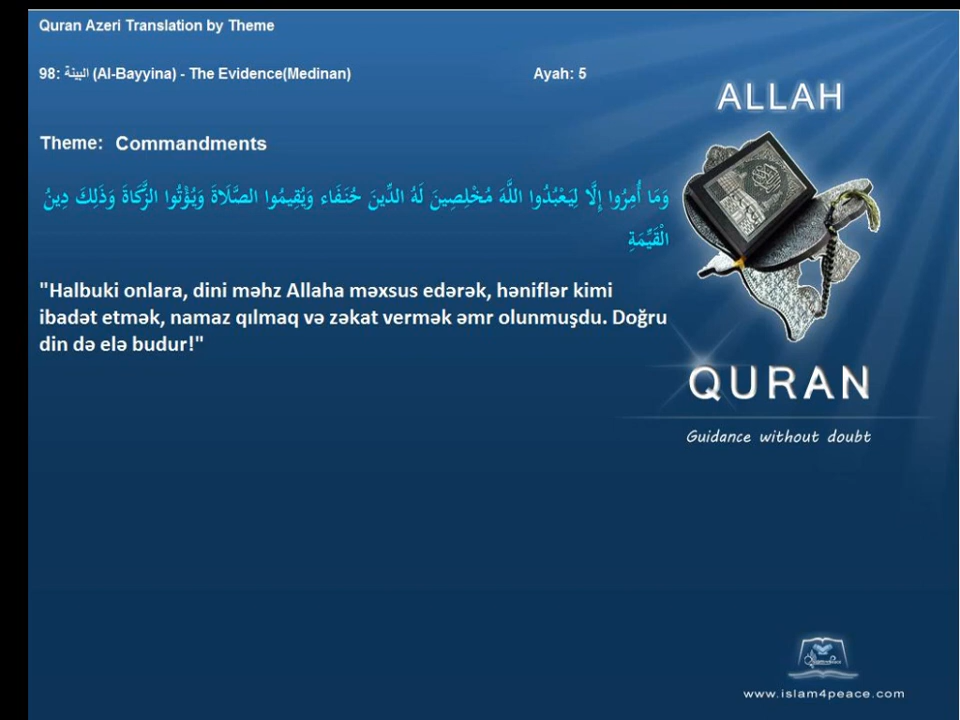 Quran Azeri Translation by Theme
98: البينة (Al-Bayyina) - The Evidence(Medinan) Ayah: 5
Theme: Commandments
وَمَا أُمِرُوا إِلَّا لِيَعْبُدُوا اللَّهَ مُخْلِصِينَ لَهُ الدِّينَ حُنَفَاء وَيُقِيمُوا الصَّلَاةَ وَيُؤْتُوا الزَّكَاةَ وَذَلِكَ دِينُ
الْقَيِّمَةِ
"Halbuki onlara, dini məhz Allaha məxsus edərək, həniflər kimi
ibadət etmək, namaz qılmaq və zəkat vermək əmr olunmuşdu. Doğru
din də elə budur!"
ALLAH
QURAN
Guidance without doubt
www.islam4peace.com